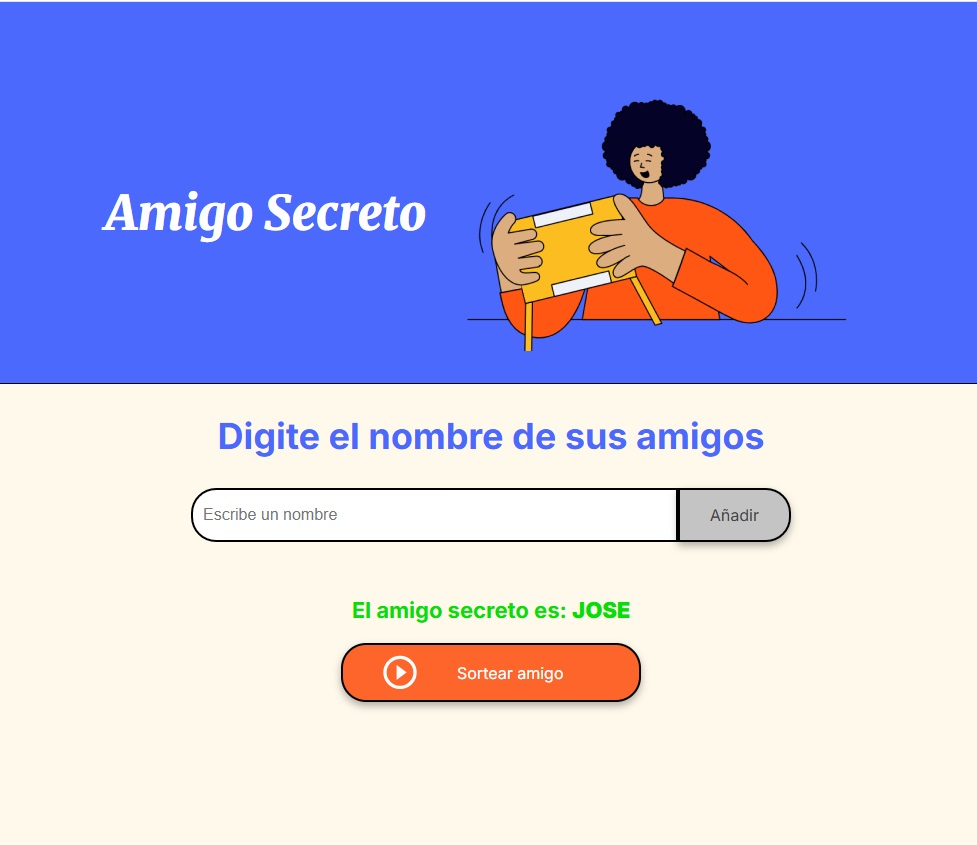 Amigo Secreto
Digite el nombre de sus amigos
Escribe un nombre
Añadir
El amigo secreto es: JOSE
Sortear amigo